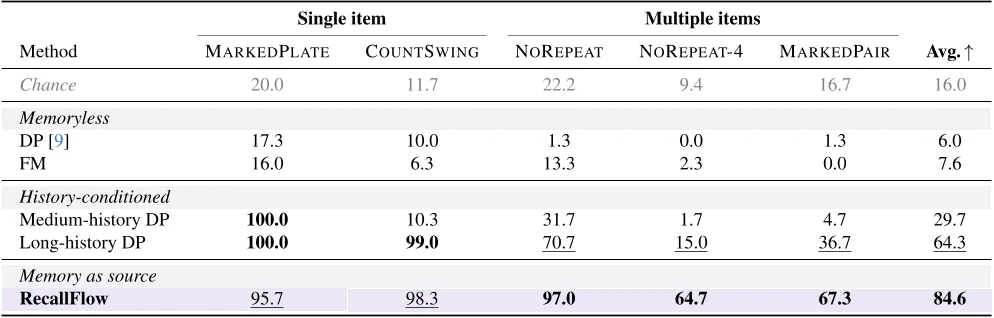 Single item Multiple items
Method MARKEDPLATE COUNTSWING NOREPEAT NOREPEAT-4 MARKEDPAIR Avg.↑
Chance 20.0 11.7 22.2 9.4 16.7 16.0
Memoryless
DP [9] 17.3 10.0 1.3 0.0 1.3 6.0
FM 16.0 6.3 13.3 2.3 0.0 7.6
History-conditioned
Medium-history DP 100.0 10.3 31.7 1.7 4.7 29.7
Long-history DP 100.0 99.0 70.7 15.0 36.7 64.3
Memory as source
RecallFlow 95.7 98.3 97.0 64.7 67.3 84.6